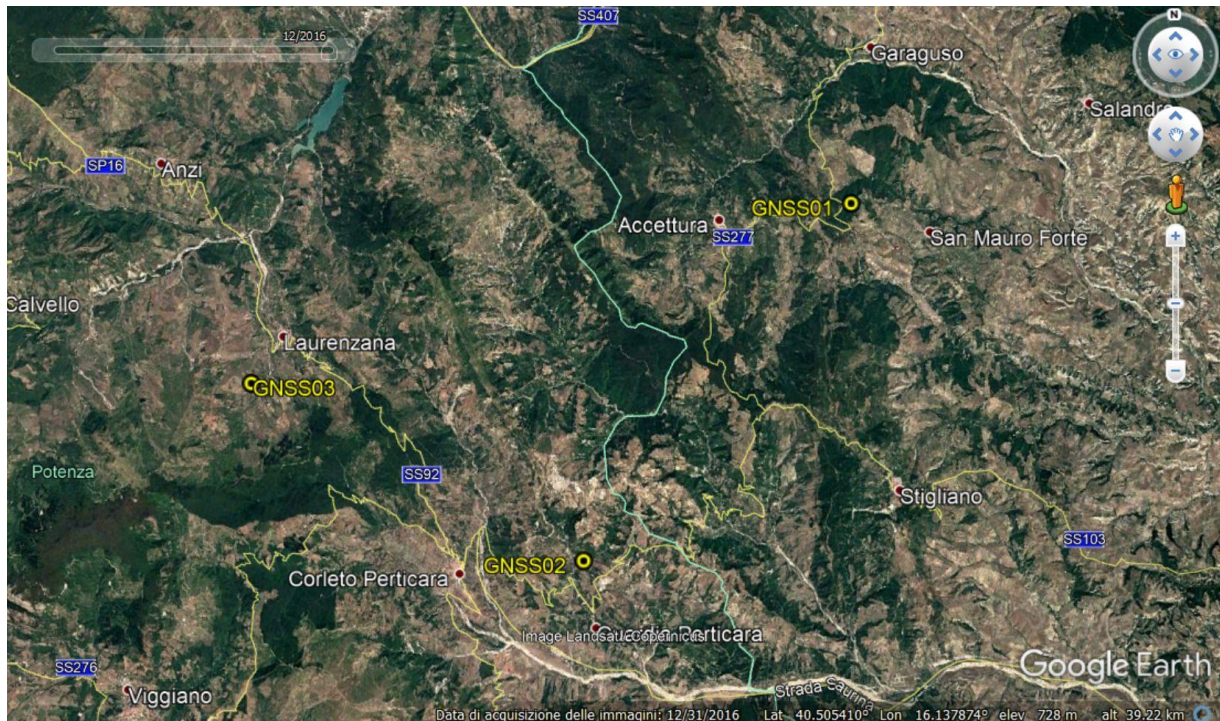 SS407
12/2016
N
Garaguso
Salandra
SP16
Anzi
GNSS01
Accettura
SS277
San Mauro Forte
Calvello
Laurenzana
GNSS03
Potenza
SS92
Stigliano
SS103
GNSS02
Corleto Perticara
Guardia Perticara
Image Landsat / Copernicus
Google Earth
SS276
Viggiano
Strada Saurina
Data di acquisizione delle immagini: 12/31/2016 Lat 40.505410° Lon 16.137874° elev 728 m alt 39.22 km